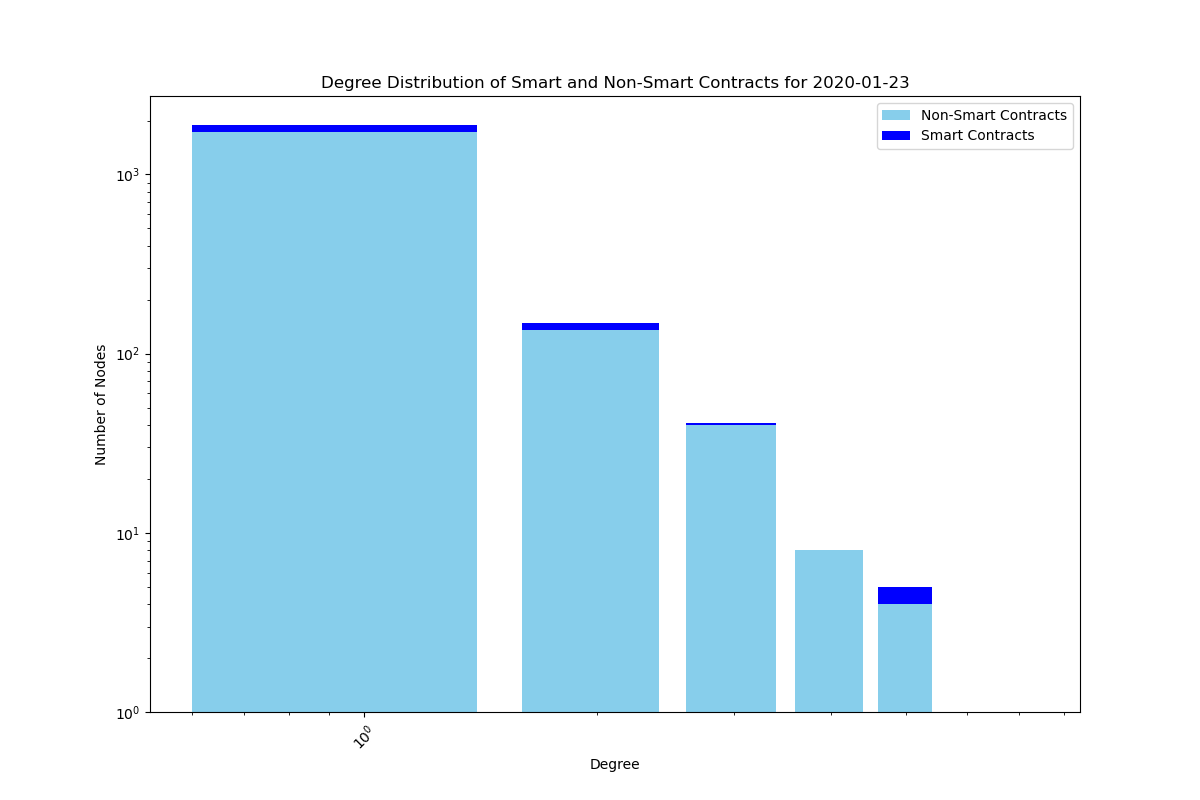 Degree Distribution of Smart and Non-Smart Contracts for 2020-01-23
Non-Smart Contracts
Smart Contracts
10³
10²
10¹
10⁰
Number of Nodes
10⁰
Degree